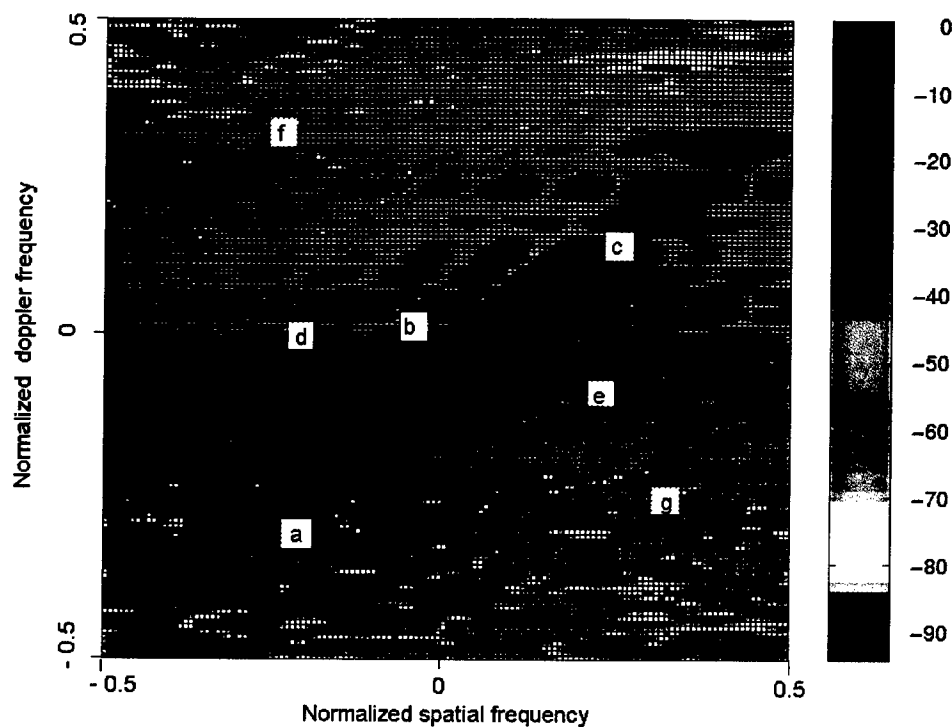 0.5
0
-10
-20
-30
-40
-50
-60
-70
-80
-90
f
c
0
d
b
e
g
a
Normalized doppler frequency
-0.5
-0.5
0
0.5
Normalized spatial frequency